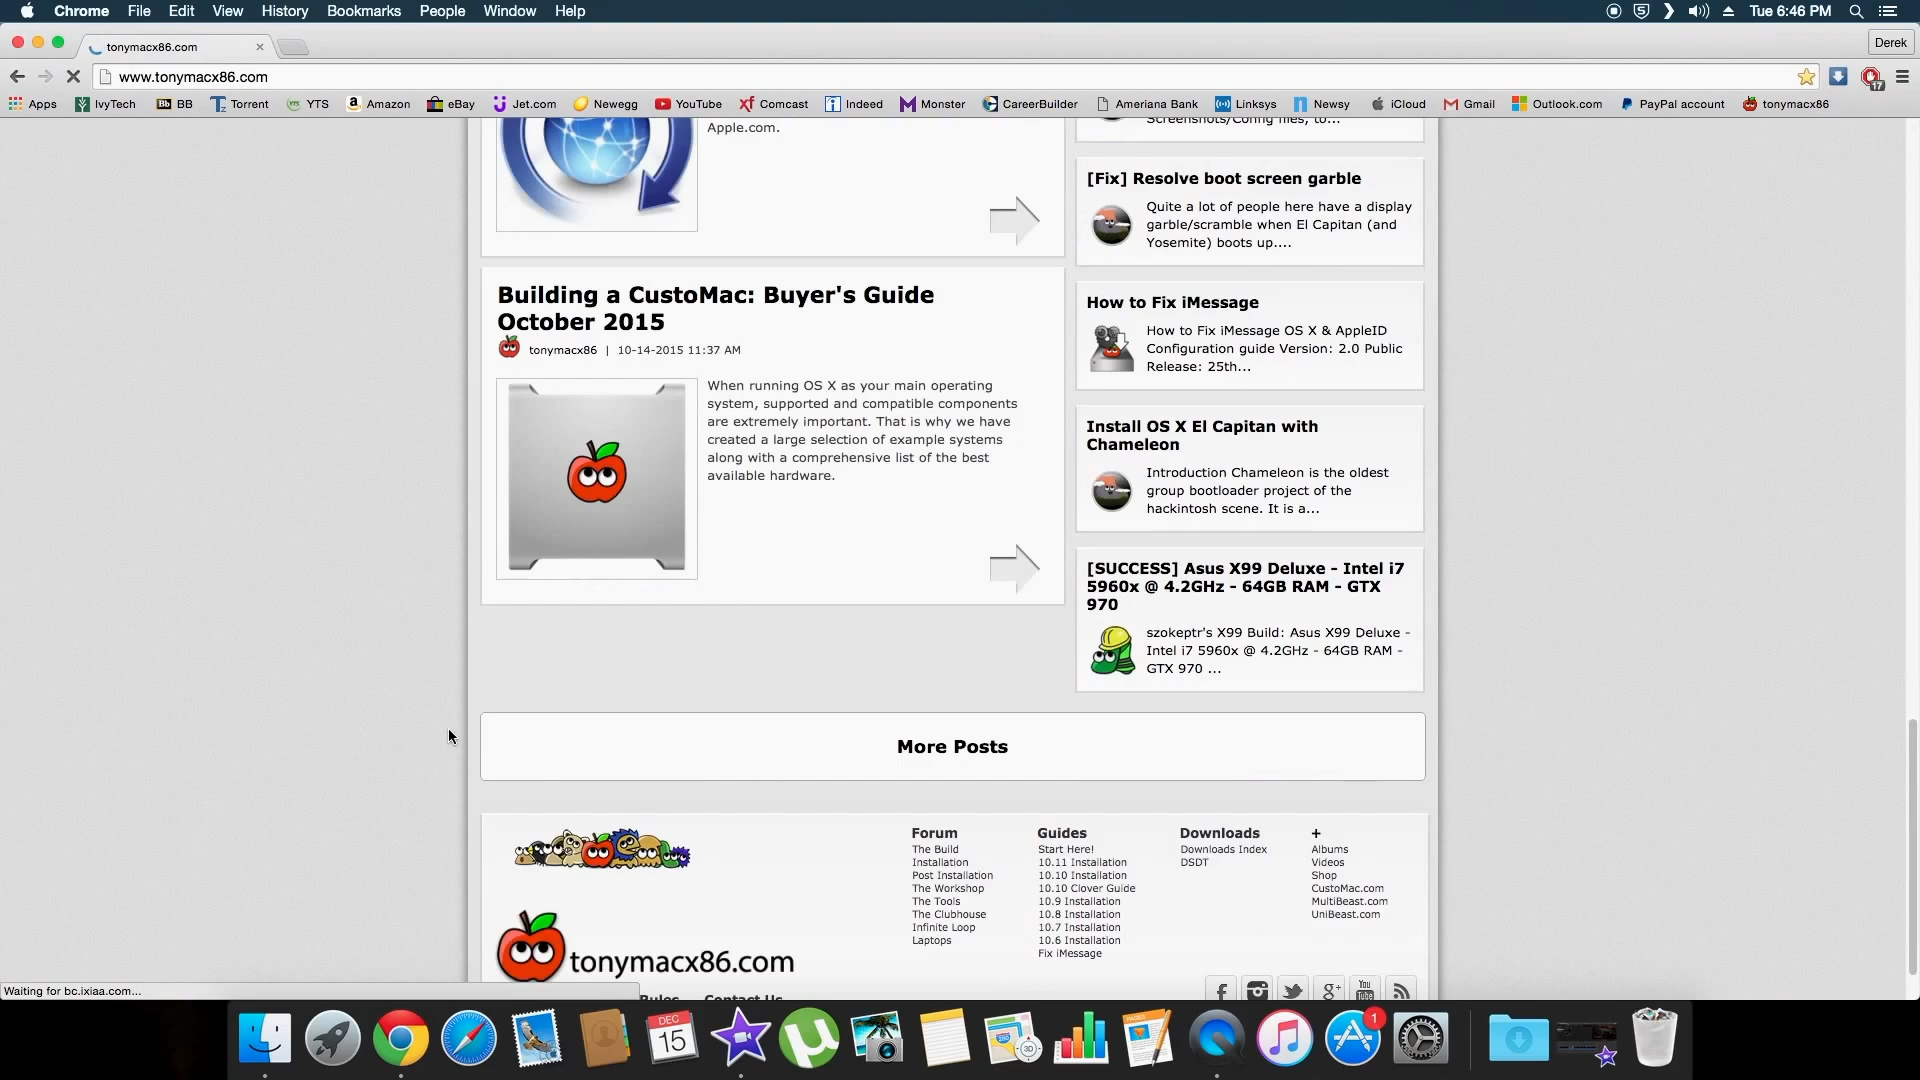 Chrome File Edit View History Bookmarks People Window Help Tue 6:46 PM
tonymacx86.com Derek
www.tonymacx86.com 17
Apps IvyTech BB Torrent YTS Amazon eBay Jet.com Newegg YouTube Comcast Indeed Monster CareerBuilder Ameriana Bank Linksys Newsy iCloud Gmail Outlook.com PayPal account tonymacx86
Apple.com.
Screenshots/Config files, to...
[Fix] Resolve boot screen garble
Quite a lot of people here have a display
garble/scramble when El Capitan (and
Yosemite) boots up....
Building a CustoMac: Buyer's Guide
October 2015
tonymacx86 | 10-14-2015 11:37 AM
When running OS X as your main operating
system, supported and compatible components
are extremely important. That is why we have
created a large selection of example systems
along with a comprehensive list of the best
available hardware.
How to Fix iMessage
How to Fix iMessage OS X & AppleID
Configuration guide Version: 2.0 Public
Release: 25th...
Install OS X El Capitan with
Chameleon
Introduction Chameleon is the oldest
group bootloader project of the
hackintosh scene. It is a...
[SUCCESS] Asus X99 Deluxe - Intel i7
5960x @ 4.2GHz - 64GB RAM - GTX
970
szokeptr's X99 Build: Asus X99 Deluxe -
Intel i7 5960x @ 4.2GHz - 64GB RAM -
GTX 970 ...
More Posts
Forum
The Build
Installation
Post Installation
The Workshop
The Tools
The Clubhouse
Infinite Loop
Laptops
Guides
Start Here!
10.11 Installation
10.10 Installation
10.10 Clover Guide
10.9 Installation
10.8 Installation
10.7 Installation
10.6 Installation
Fix iMessage
Downloads
Downloads Index
DSDT
+
Albums
Videos
Shop
CustoMac.com
MultiBeast.com
UniBeast.com
tonymacx86.com
Waiting for bc.ixiaa.com...
Rules Contact Us
You
DEC
15
1